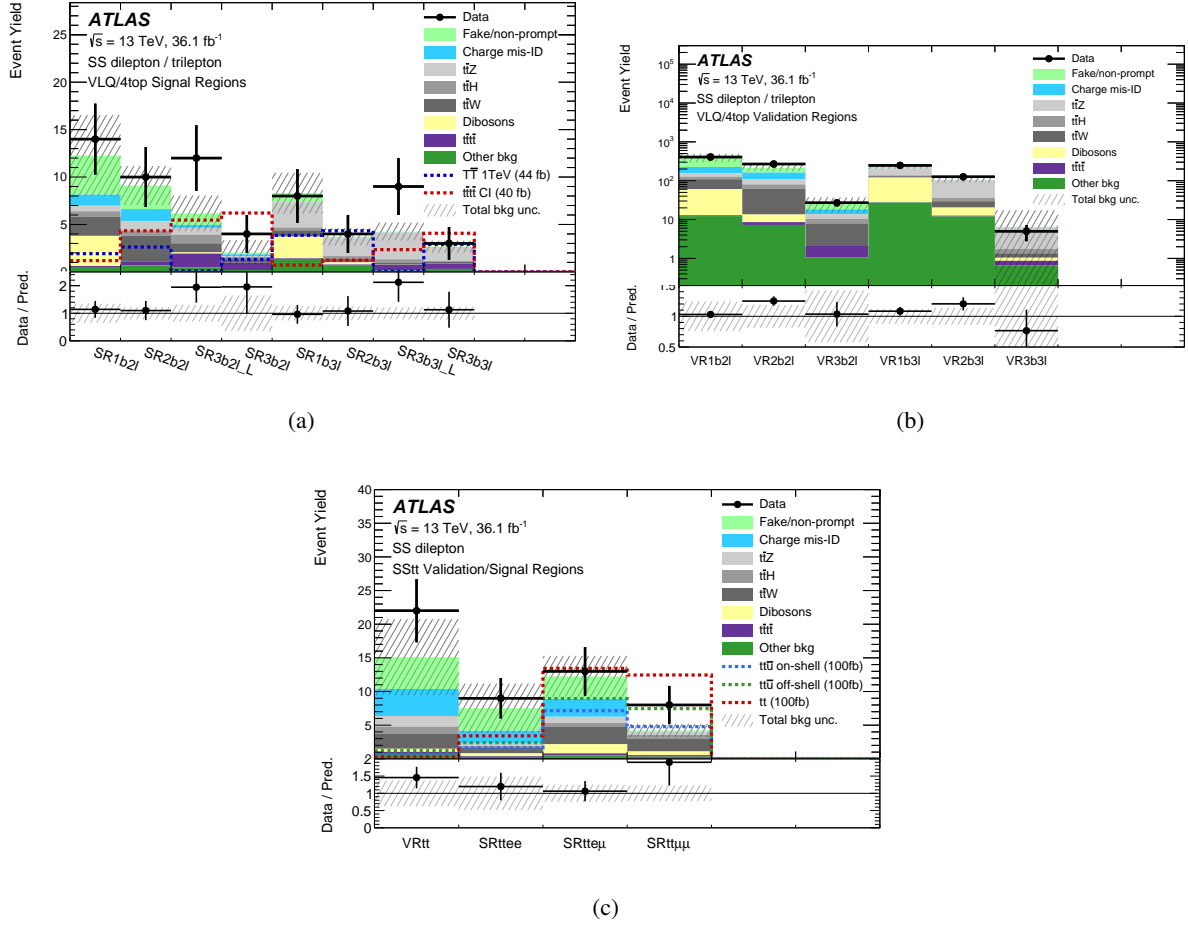 Event Yield
25
20
15
10
5
0
ATLAS
√s = 13 TeV, 36.1 fb-1
SS dilepton / trilepton
VLQ/4top Signal Regions
Data
Fake/non-prompt
Charge mis-ID
tt̄Z
tt̄H
tt̄W
Dibosons
tt̄tt̄
Other bkg
TT̄ 1TeV (44 fb)
tt̄tt̄ CI (40 fb)
Total bkg unc.
Data / Pred.
2
1
0
SR1b2l
SR2b2l
SR3b2l_L
SR3b2l
SR1b3l
SR2b3l
SR3b3l_L
SR3b3l
(a)
Event Yield
10^5
10^4
10^3
10^2
10
1
ATLAS
√s = 13 TeV, 36.1 fb-1
SS dilepton / trilepton
VLQ/4top Validation Regions
Data
Fake/non-prompt
Charge mis-ID
tt̄Z
tt̄H
tt̄W
Dibosons
tt̄tt̄
Other bkg
Total bkg unc.
Data / Pred.
1.5
1
0.5
VR1b2l
VR2b2l
VR3b2l
VR1b3l
VR2b3l
VR3b3l
(b)
Event Yield
40
35
30
25
20
15
10
5
ATLAS
√s = 13 TeV, 36.1 fb-1
SS dilepton
SStt Validation/Signal Regions
Data
Fake/non-prompt
Charge mis-ID
tt̄Z
tt̄H
tt̄W
Dibosons
tt̄tt̄
Other bkg
ttū on-shell (100fb)
ttū off-shell (100fb)
tt (100fb)
Total bkg unc.
Data / Pred.
2
1.5
1
0.5
0
VRtt
SRttee
SRtteμ
SRttμμ
(c)